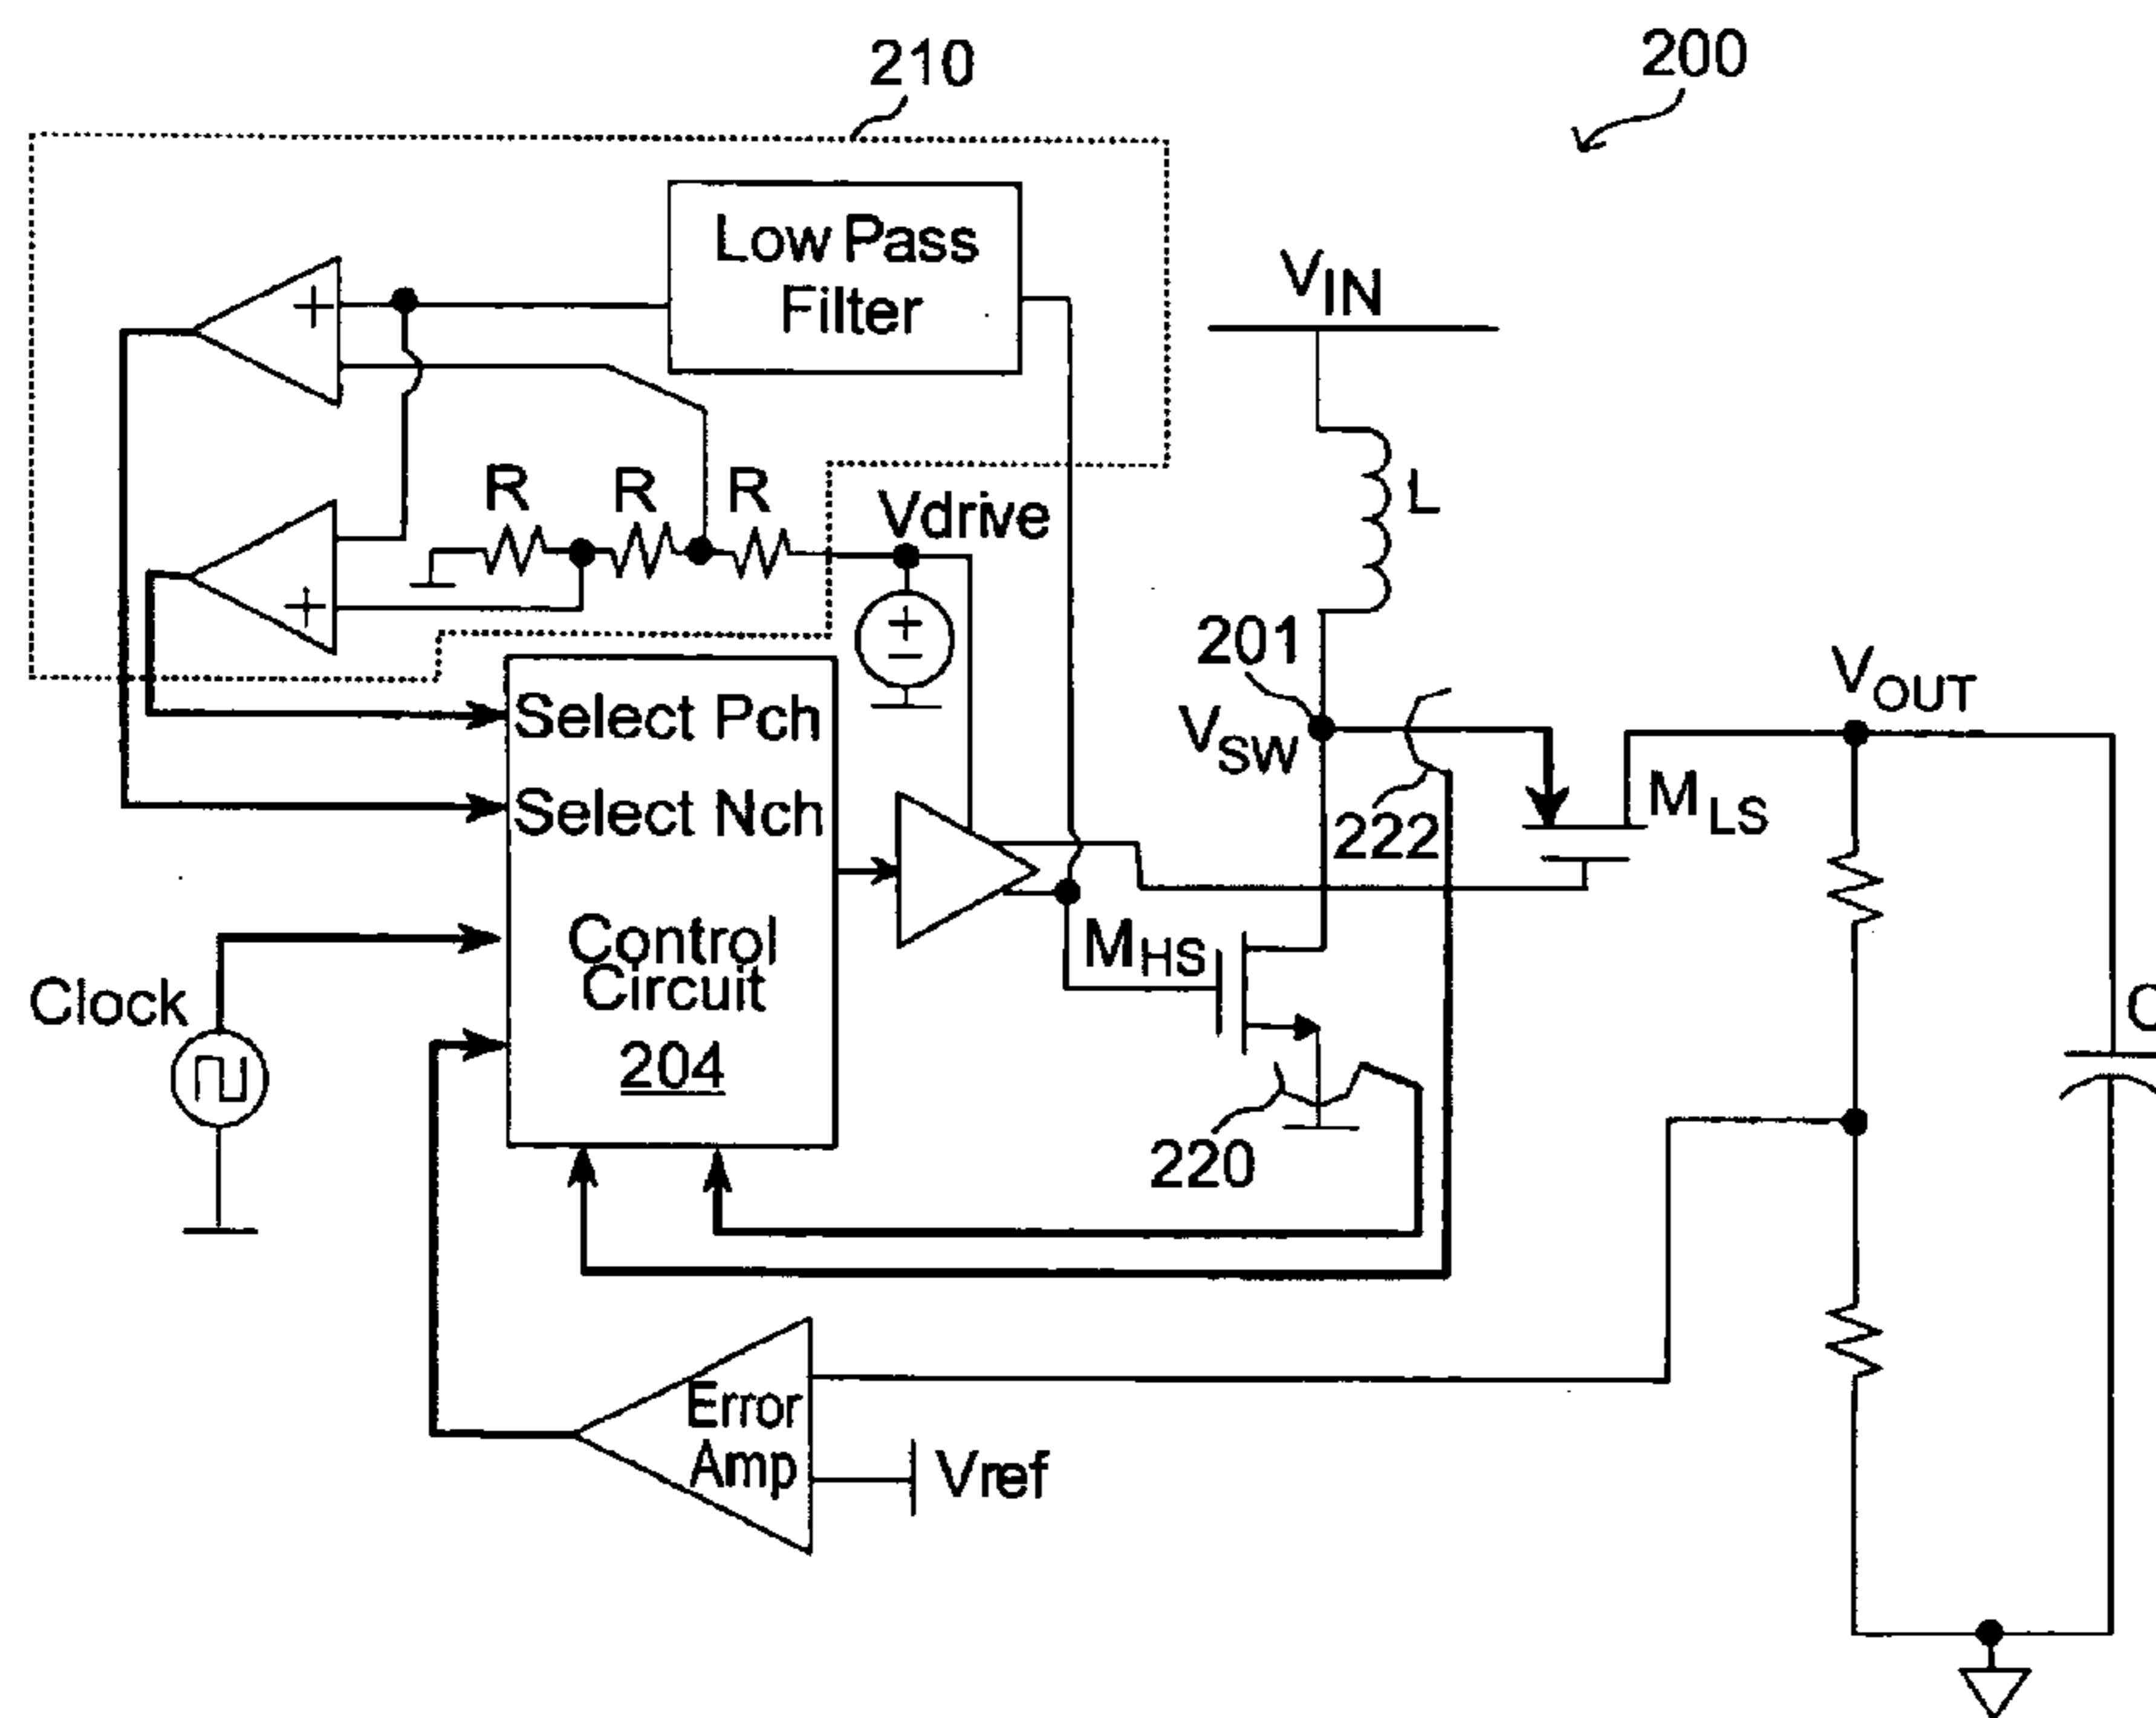 210
200
Low Pass
Filter
+
VIN
R
R
R
Vdrive
L
+
+
−
201
VSW
VOUT
Select Pch
Select Nch
MLS
222
Control
Circuit
204
MHS
Clock
C
220
Error
Amp
Vref